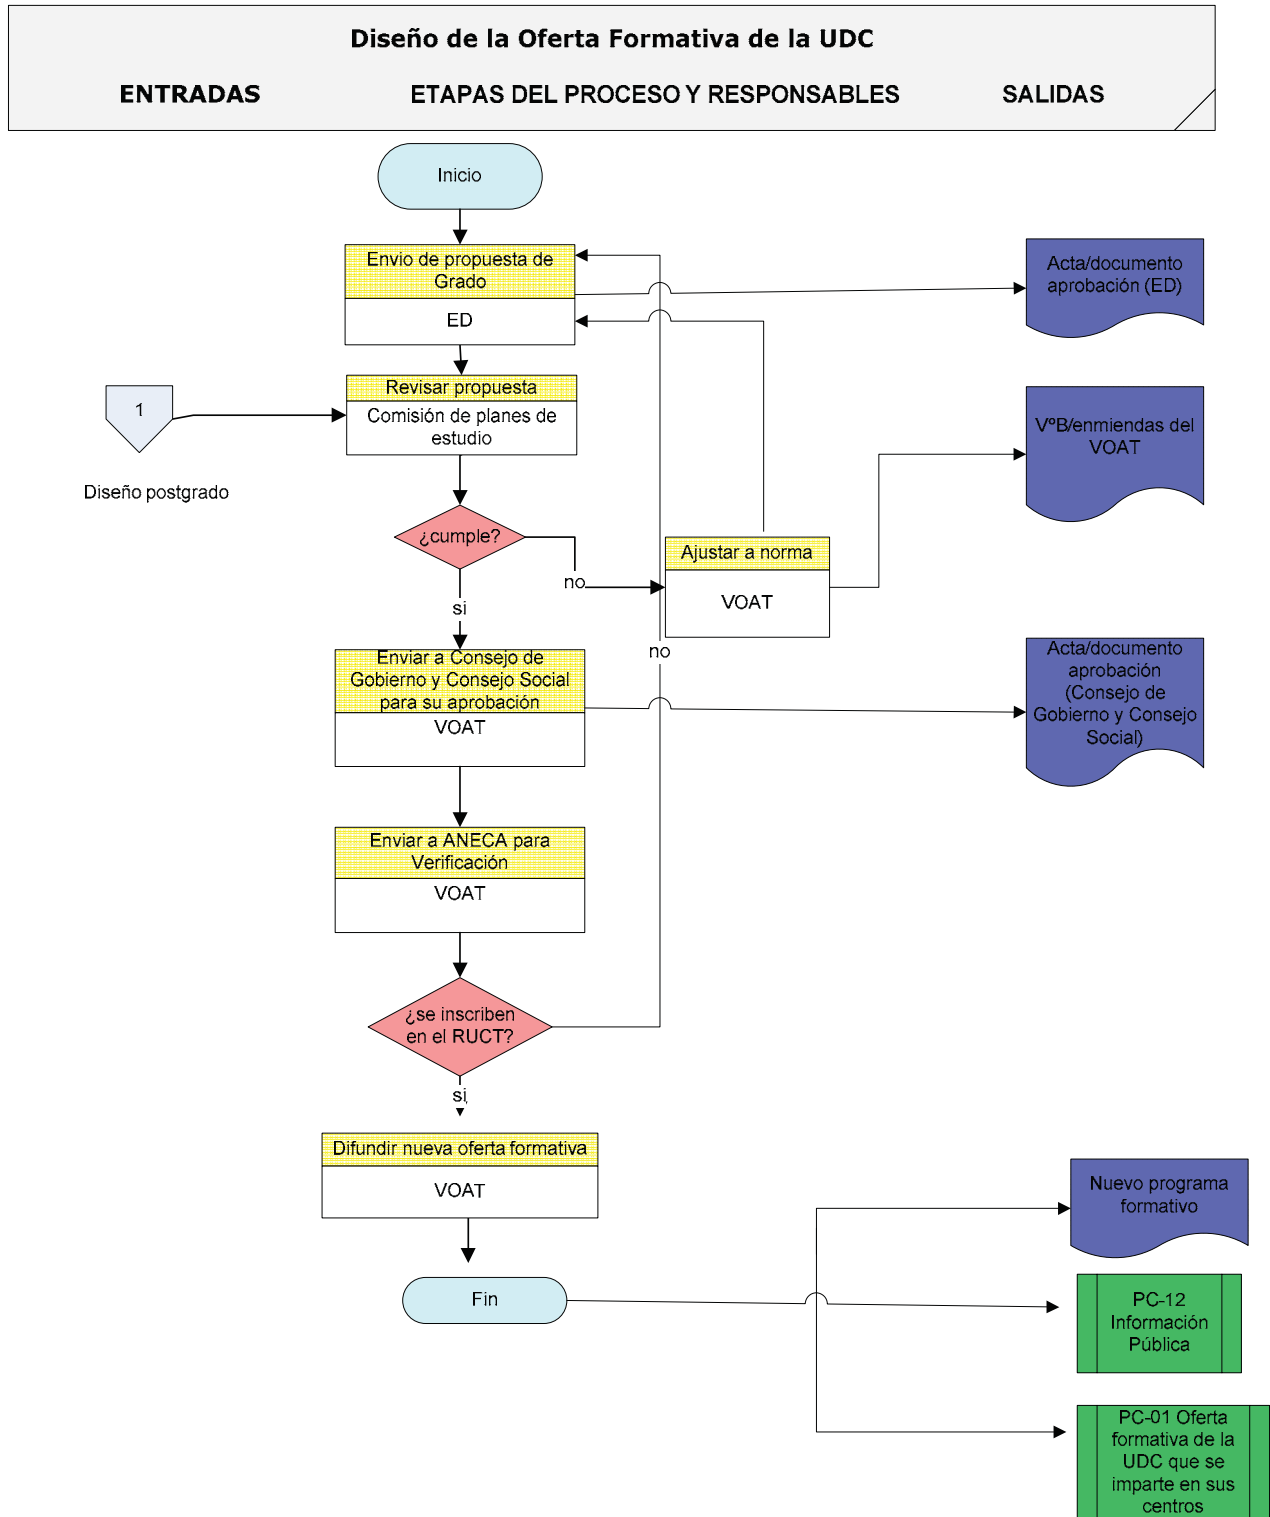 Diseño de la Oferta Formativa de la UDC
ENTRADAS ETAPAS DEL PROCESO Y RESPONSABLES SALIDAS
Inicio
Envio de propuesta de
Grado
ED
Acta/documento
aprobación (ED)
Revisar propuesta
Comisión de planes de
estudio
1
Diseño postgrado
VºB/enmiendas del
VOAT
¿cumple?
no
si
Ajustar a norma
VOAT
no
Enviar a Consejo de
Gobierno y Consejo Social
para su aprobación
VOAT
Acta/documento
aprobación
(Consejo de
Gobierno y Consejo
Social)
Enviar a ANECA para
Verificación
VOAT
¿se inscriben
en el RUCT?
si
Difundir nueva oferta formativa
VOAT
Nuevo programa
formativo
Fin
PC-12
Información
Pública
PC-01 Oferta
formativa de la
UDC que se
imparte en sus
centros